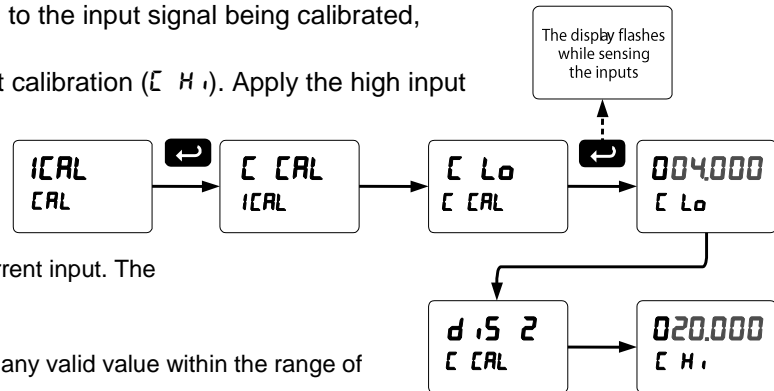 to the input signal being calibrated,
The display flashes
while sensing
the inputs
t calibration (C Hi). Apply the high input
ICAL
CAL
C CAL
ICAL
C Lo
C CAL
004.000
C Lo
rrent input. The
any valid value within the range of
diS 2
C CAL
020.000
C Hi